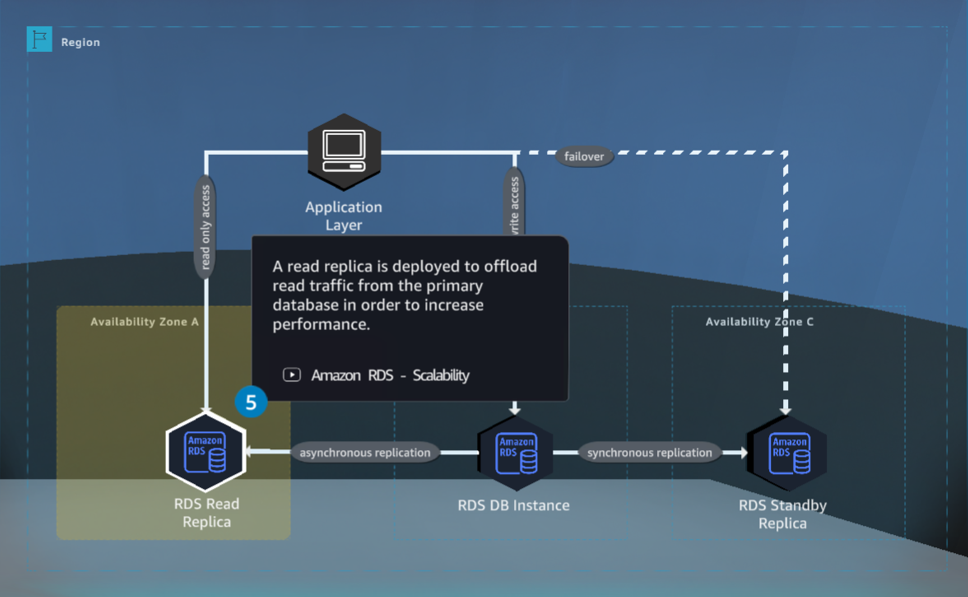 Region
failover
read only access
write access
Application
Layer
A read replica is deployed to offload
read traffic from the primary
database in order to increase
performance.
Amazon RDS - Scalability
Availability Zone A
Availability Zone C
5
Amazon
RDS
asynchronous replication
Amazon
RDS
synchronous replication
Amazon
RDS
RDS Read
Replica
RDS DB Instance
RDS Standby
Replica